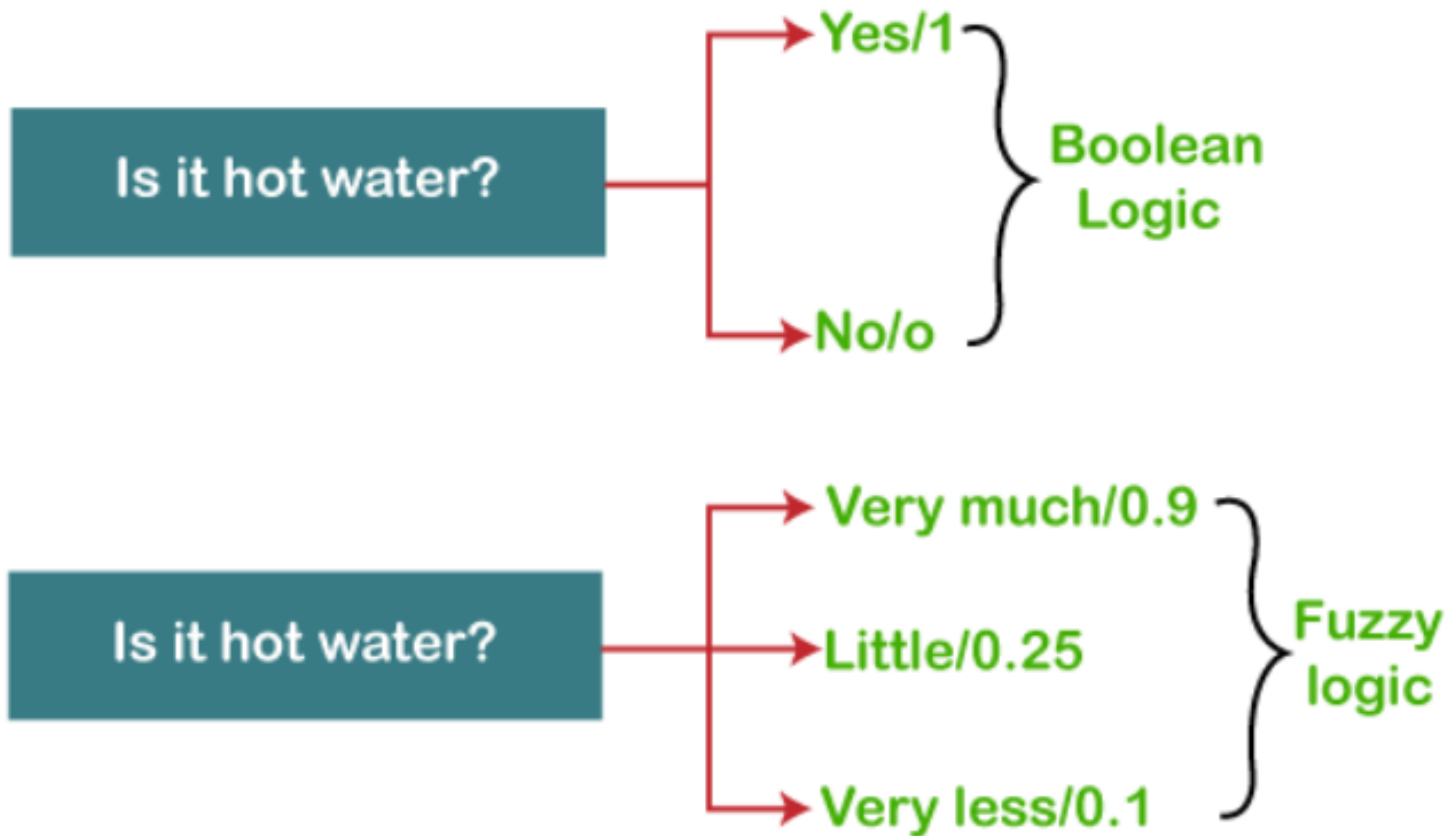 Is it hot water?
Yes/1
No/o
Boolean
Logic
Is it hot water?
Very much/0.9
Little/0.25
Very less/0.1
Fuzzy
logic